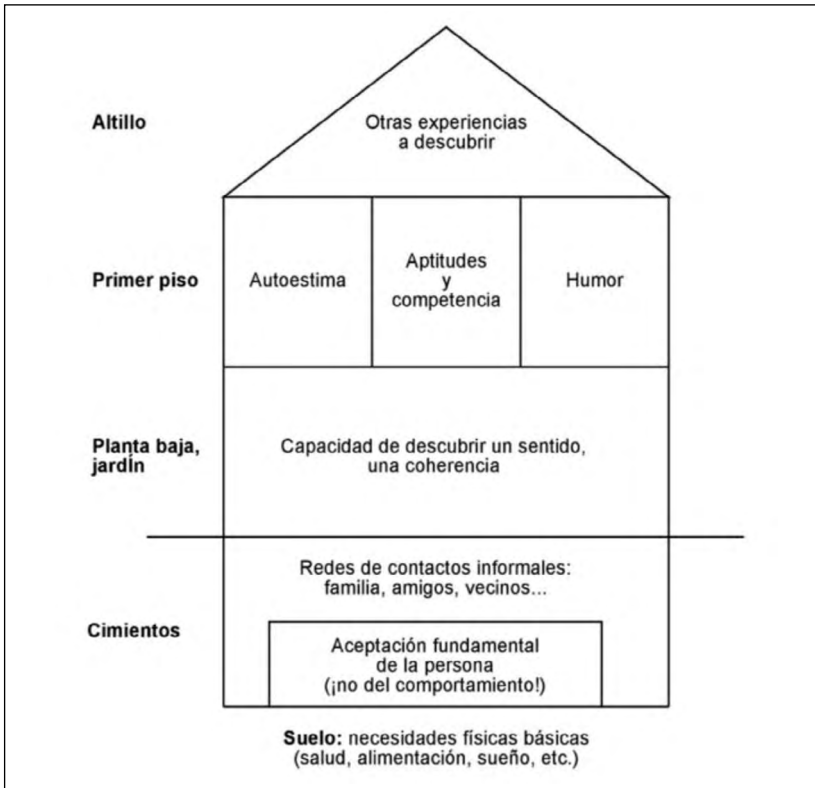 Altillo
Otras experiencias
a descubrir
Primer piso
Autoestima
Aptitudes
y
competencia
Humor
Planta baja,
jardín
Capacidad de descubrir un sentido,
una coherencia
Redes de contactos informales:
familia, amigos, vecinos...
Cimientos
Aceptación fundamental
de la persona
(¡no del comportamiento!)
Suelo: necesidades físicas básicas
(salud, alimentación, sueño, etc.)